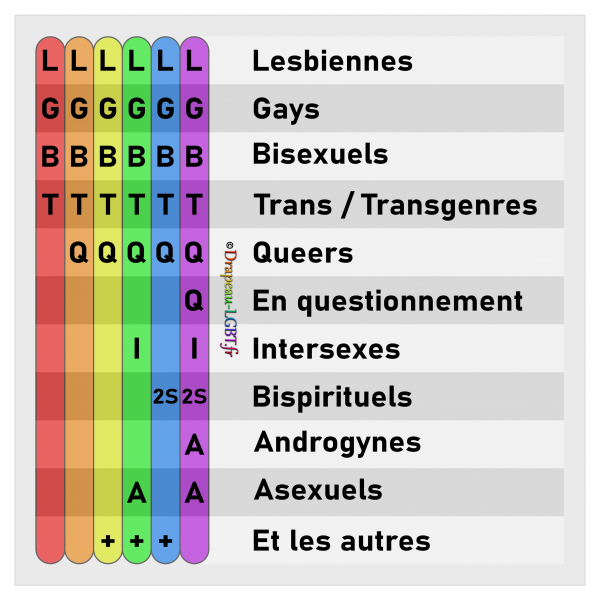 L L L L L L Lesbiennes
G G G G G G Gays
B B B B B B Bisexuels
T T T T T T Trans / Transgenres
Q Q Q Q Q Queers
Q En questionnement
I I Intersexes
2S 2S Bispirituels
A Androgynes
A A Asexuels
+ + + Et les autres
© Drapeau-LGBT.fr